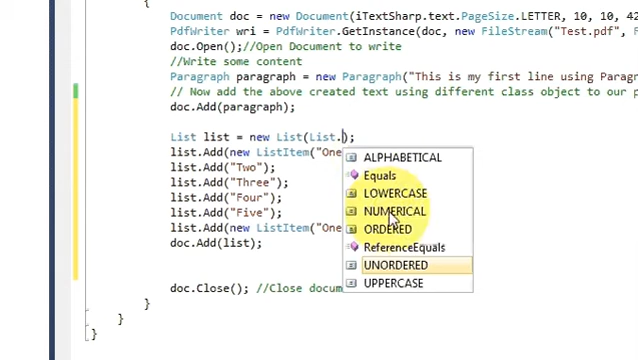 {
Document doc = new Document(iTextSharp.text.PageSize.LETTER, 10, 10, 42
PdfWriter wri = PdfWriter.GetInstance(doc, new FileStream("Test.pdf", F
doc.Open();//Open Document to write
//Write some content
Paragraph paragraph = new Paragraph("This is my first line using Paragr
// Now add the above created text using different class object to our p
doc.Add(paragraph);
List list = new List(List.);
list.Add(new ListItem("One
list.Add("Two");
list.Add("Three");
list.Add("Four");
list.Add("Five");
list.Add(new ListItem("One
doc.Add(list);
ALPHABETICAL
Equals
LOWERCASE
NUMERICAL
ORDERED
ReferenceEquals
UNORDERED
UPPERCASE
doc.Close(); //Close docum
}
}
}